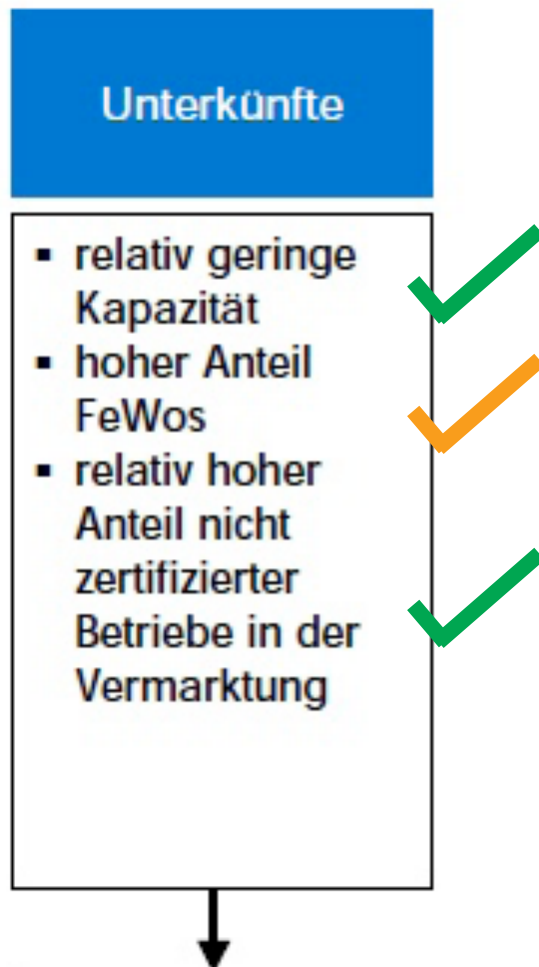 Unterkünfte
▪ relativ geringe
Kapazität
▪ hoher Anteil
FeWos
▪ relativ hoher
Anteil nicht
zertifizierter
Betriebe in der
Vermarktung